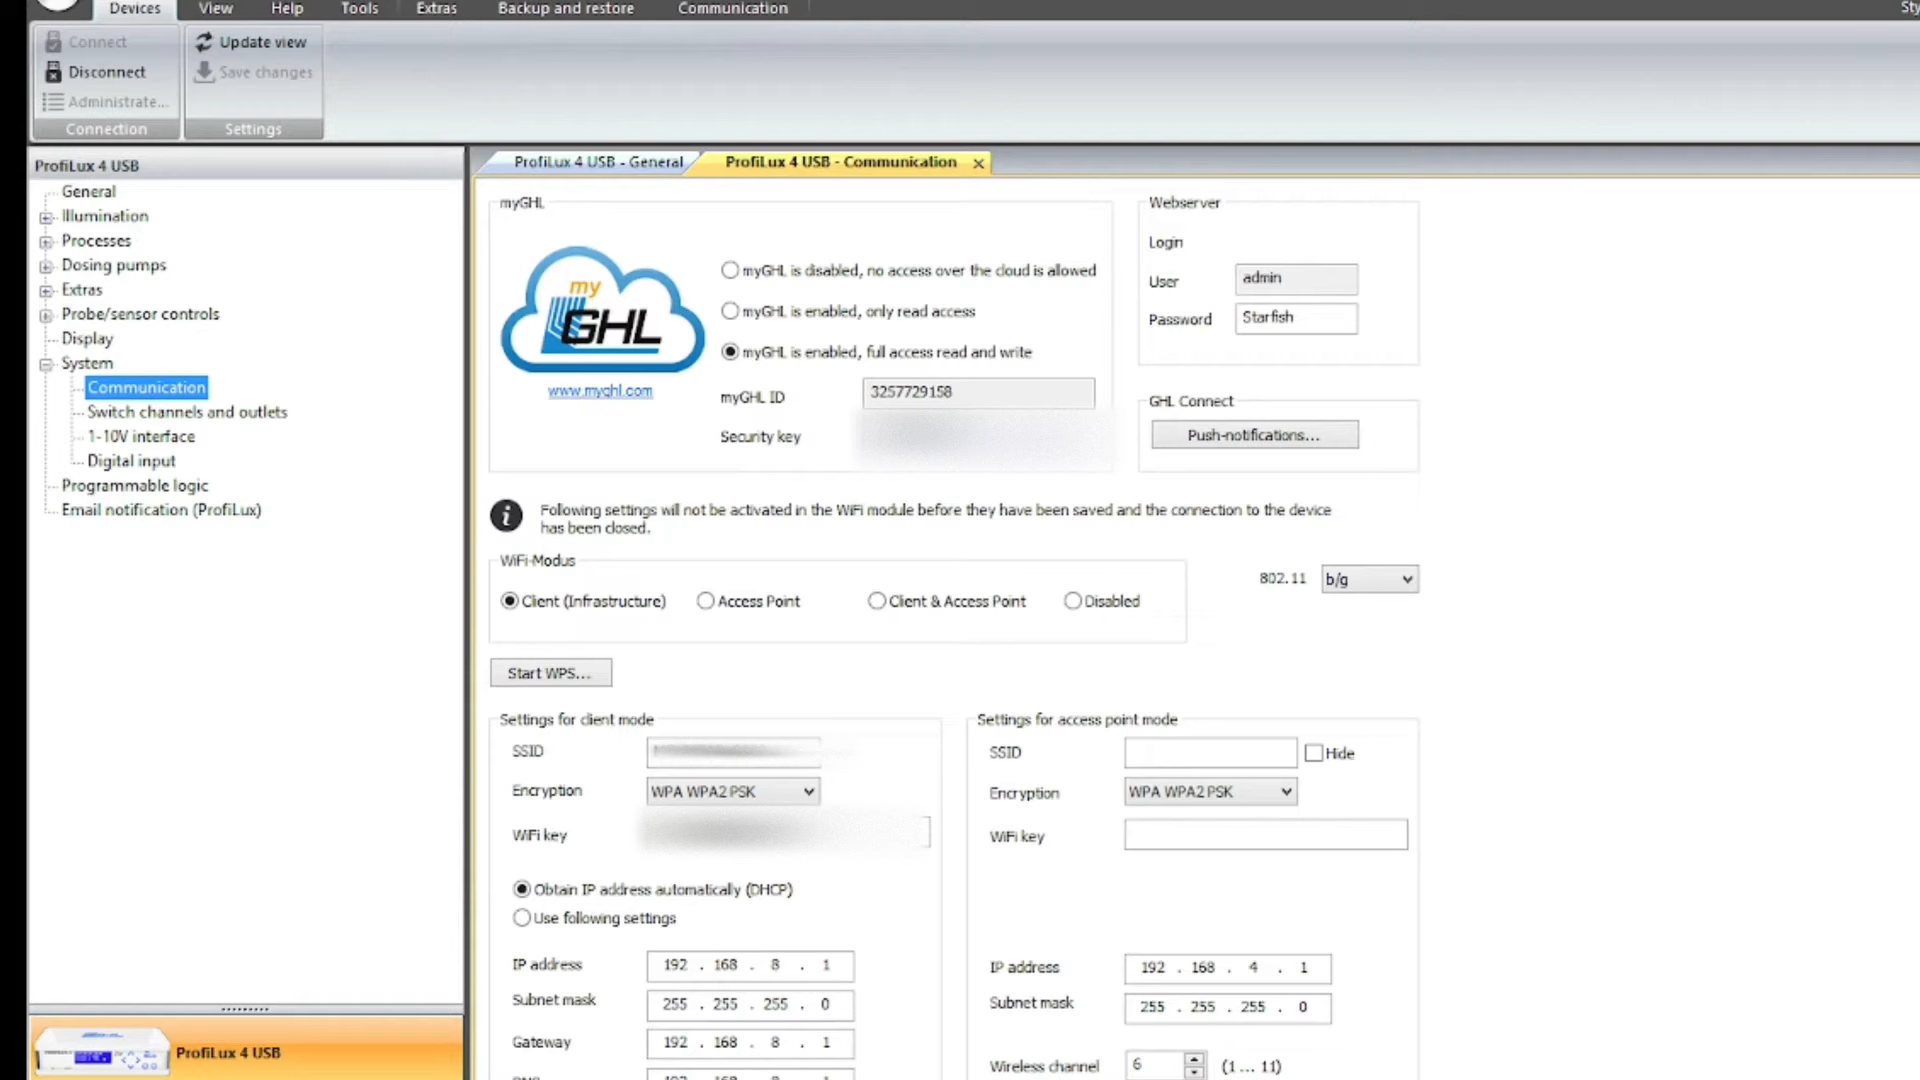 Devices View Help Tools Extras Backup and restore Communication
Connect
Disconnect
Administrate...
Connection
Update view
Save changes
Settings
ProfiLux 4 USB
General
Illumination
Processes
Dosing pumps
Extras
Probe/sensor controls
Display
System
Communication
Switch channels and outlets
1-10V interface
Digital input
Programmable logic
Email notification (ProfiLux)
ProfiLux 4 USB
ProfiLux 4 USB - General ProfiLux 4 USB - Communication
myGHL
my
GHL
www.myghl.com
myGHL is disabled, no access over the cloud is allowed
myGHL is enabled, only read access
myGHL is enabled, full access read and write
myGHL ID 3257729158
Security key
Webserver
Login
User admin
Password Starfish
GHL Connect
Push-notifications...
Following settings will not be activated in the WiFi module before they have been saved and the connection to the device
has been closed.
WiFi-Modus
Client (Infrastructure) Access Point Client & Access Point Disabled
802.11 b/g
Start WPS...
Settings for client mode
SSID
Encryption WPA WPA2 PSK
WiFi key
Obtain IP address automatically (DHCP)
Use following settings
IP address 192 . 168 . 8 . 1
Subnet mask 255 . 255 . 255 . 0
Gateway 192 . 168 . 8 . 1
Settings for access point mode
SSID Hide
Encryption WPA WPA2 PSK
WiFi key
IP address 192 . 168 . 4 . 1
Subnet mask 255 . 255 . 255 . 0
Wireless channel 6 (1 ... 11)